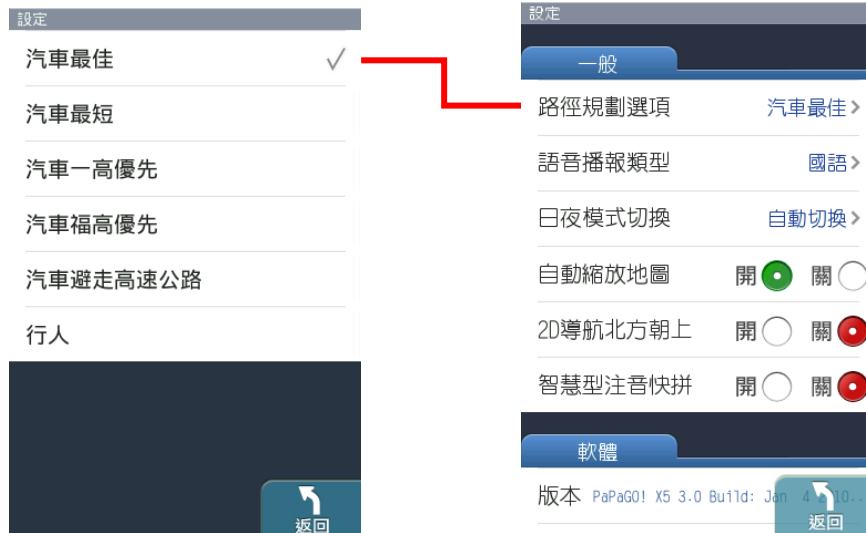 設定
汽車最佳
汽車最短
汽車一高優先
汽車福高優先
汽車避走高速公路
行人
返回
設定
一般
路徑規劃選項 汽車最佳>
語音播報類型 國語>
日夜模式切換 自動切換>
自動縮放地圖 開 關
2D導航北方朝上 開 關
智慧型注音快拼 開 關
軟體
版本 PaPaGO! X5 3.0 Build: Jan 4 2010..
返回